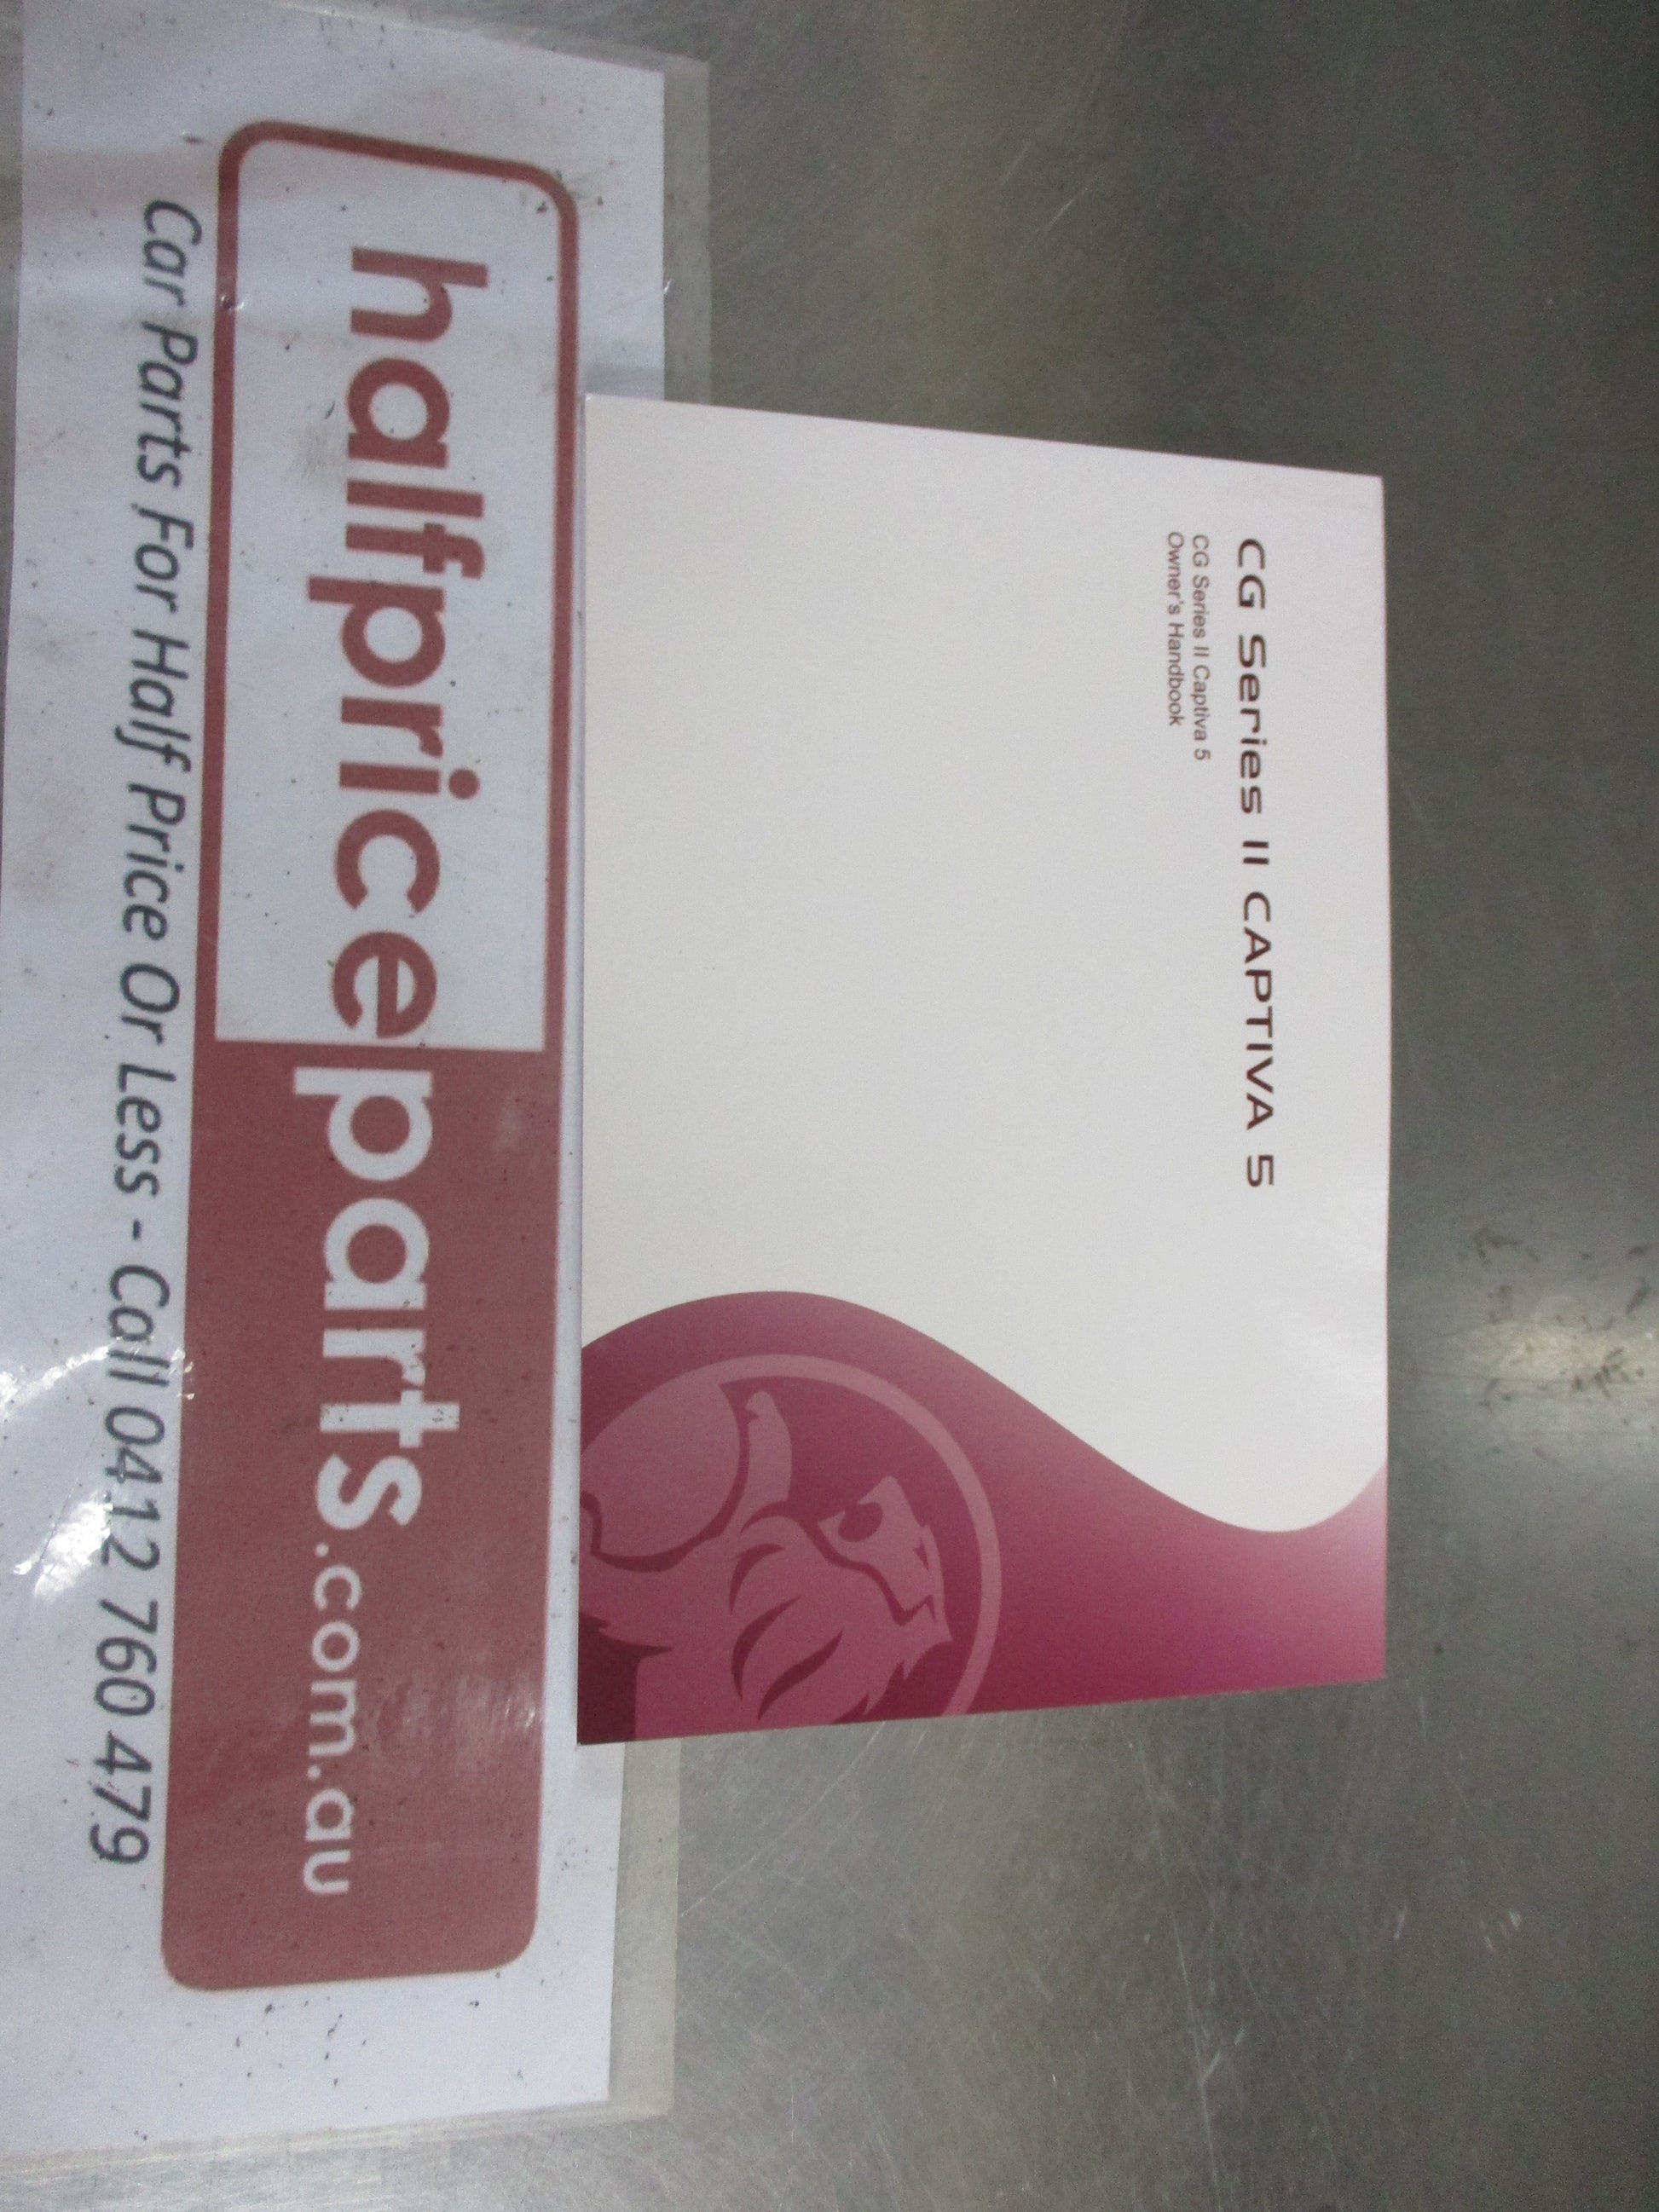 CG Series II CAPTIVA 5
CG Series II Captiva 5
Owner's Handbook
halfpriceparts.com.au
Car Parts For Half Price Or Less - Call 0412 760 479